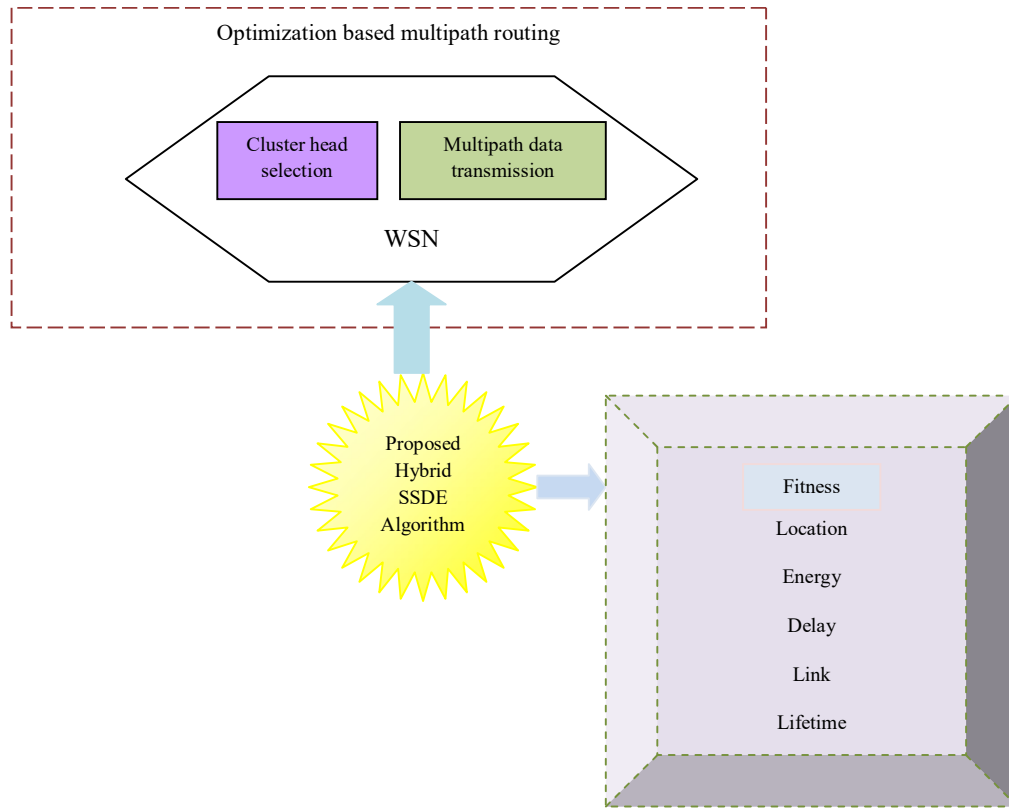 Optimization based multipath routing
Cluster head
selection
Multipath data
transmission
WSN
Proposed
Hybrid
SSDE
Algorithm
Fitness
Location
Energy
Delay
Link
Lifetime